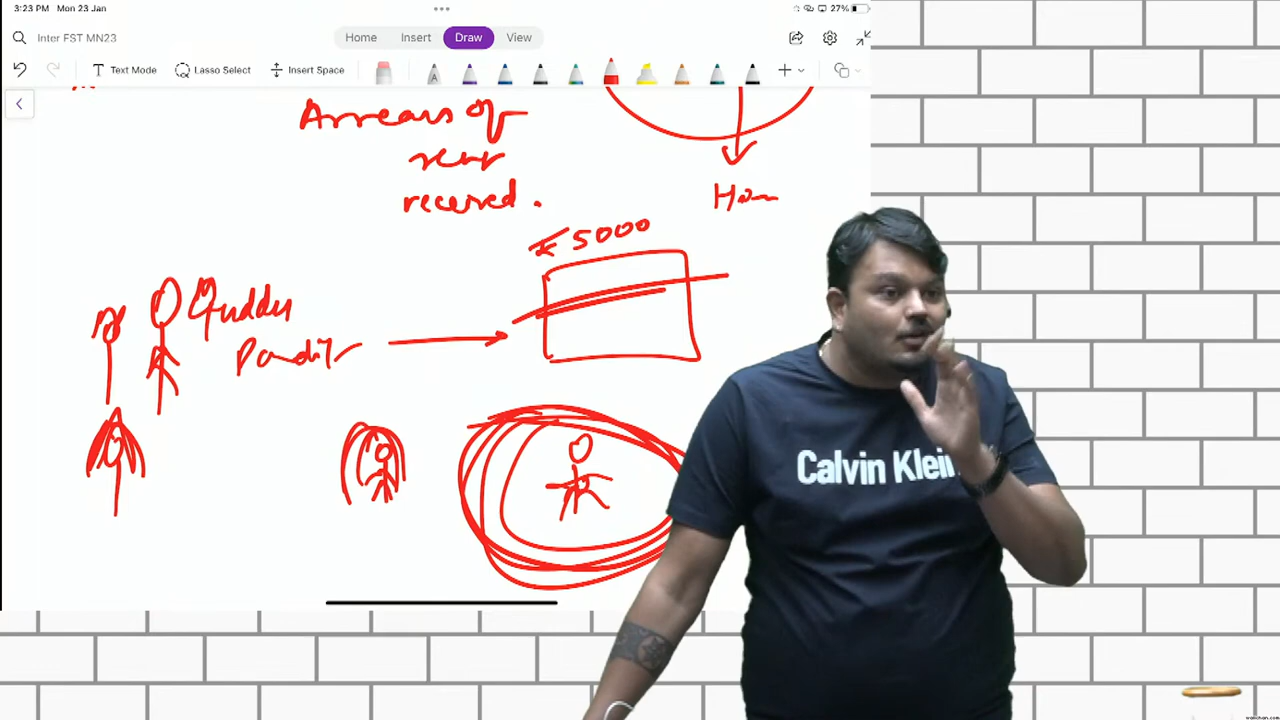 3:23 PM Mon 23 Jan
27%
Inter FST MN23
Home Insert Draw View
Text Mode Lasso Select Insert Space
Arrears of
rent
received.
₹5000
Guddu
Pandit
Calvin Klein